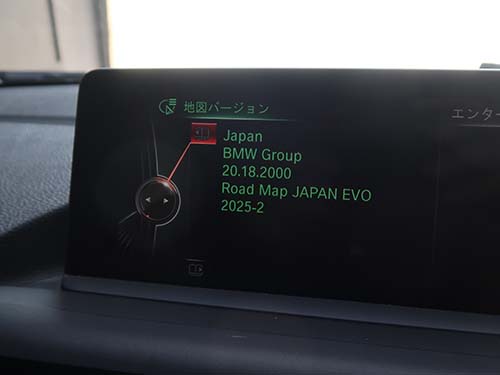 地図バージョン
エンター
Japan
BMW Group
20.18.2000
Road Map JAPAN EVO
2025-2